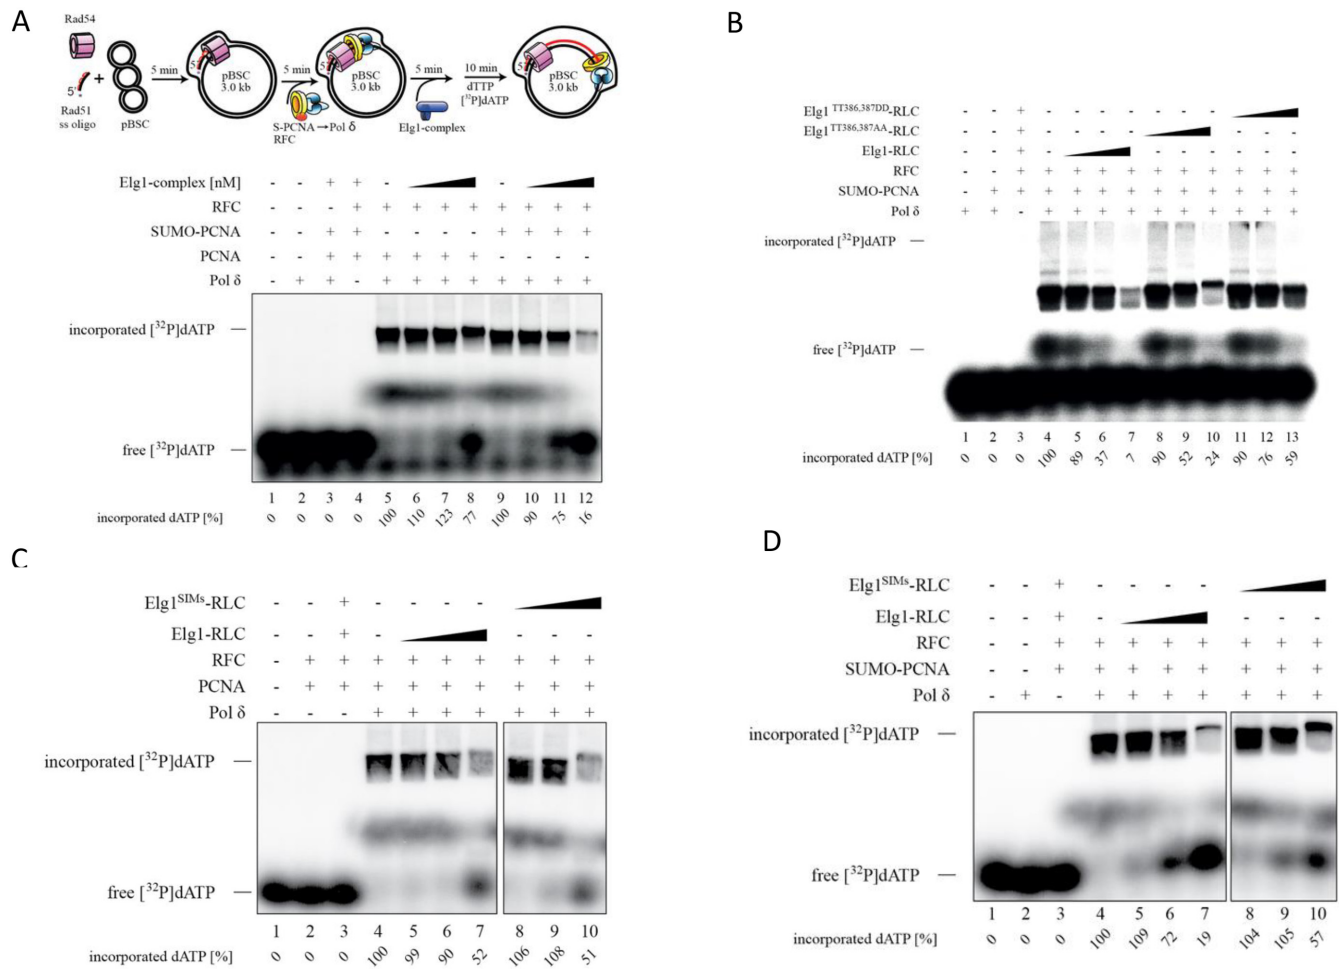 A
Rad54
5'
Rad51
ss oligo
+
pBSC
5 min
5'
pBSC
3.0 kb
5 min
S-PCNA→Pol δ
RFC
5'
pBSC
3.0 kb
5 min
Elg1-complex
10 min
dTTP
[32P]dATP
5'
pBSC
3.0 kb
Elg1-complex [nM] - - + + - -
RFC - - - + + + + + + + + +
SUMO-PCNA - - + + - - - - + + + +
PCNA - - + + + + + + - - - -
Pol δ - + + - + + + + + + + +
incorporated [32P]dATP
free [32P]dATP
1 2 3 4 5 6 7 8 9 10 11 12
incorporated dATP [%] 0 0 0 0 100 110 123 77 100 90 75 16
B
Elg1 TT386,387DD-RLC - - + - - - - - - -
Elg1 TT386,387AA-RLC - - + - - - - - - -
Elg1-RLC - - + - - - - - - -
RFC - - + + + + + + + + + + +
SUMO-PCNA - + + + + + + + + + + + +
Pol δ + + - + + + + + + + + + +
incorporated [32P]dATP
free [32P]dATP
1 2 3 4 5 6 7 8 9 10 11 12 13
incorporated dATP [%] 0 0 0 100 89 37 7 90 52 24 90 76 59
C
Elg1SIMs-RLC - - + - - - -
Elg1-RLC - - + - - - -
RFC - + + + + + + + + +
PCNA - + + + + + + + + +
Pol δ - - - + + + + + + +
incorporated [32P]dATP
free [32P]dATP
1 2 3 4 5 6 7 8 9 10
incorporated dATP [%] 0 0 0 100 99 90 52 106 108 51
D
Elg1SIMs-RLC - - + - - - -
Elg1-RLC - - + - - - -
RFC - - + + + + + + + +
SUMO-PCNA - - + + + + + + + +
Pol δ - + - + + + + + + +
incorporated [32P]dATP
free [32P]dATP
1 2 3 4 5 6 7 8 9 10
incorporated dATP [%] 0 0 0 100 109 72 19 104 105 57